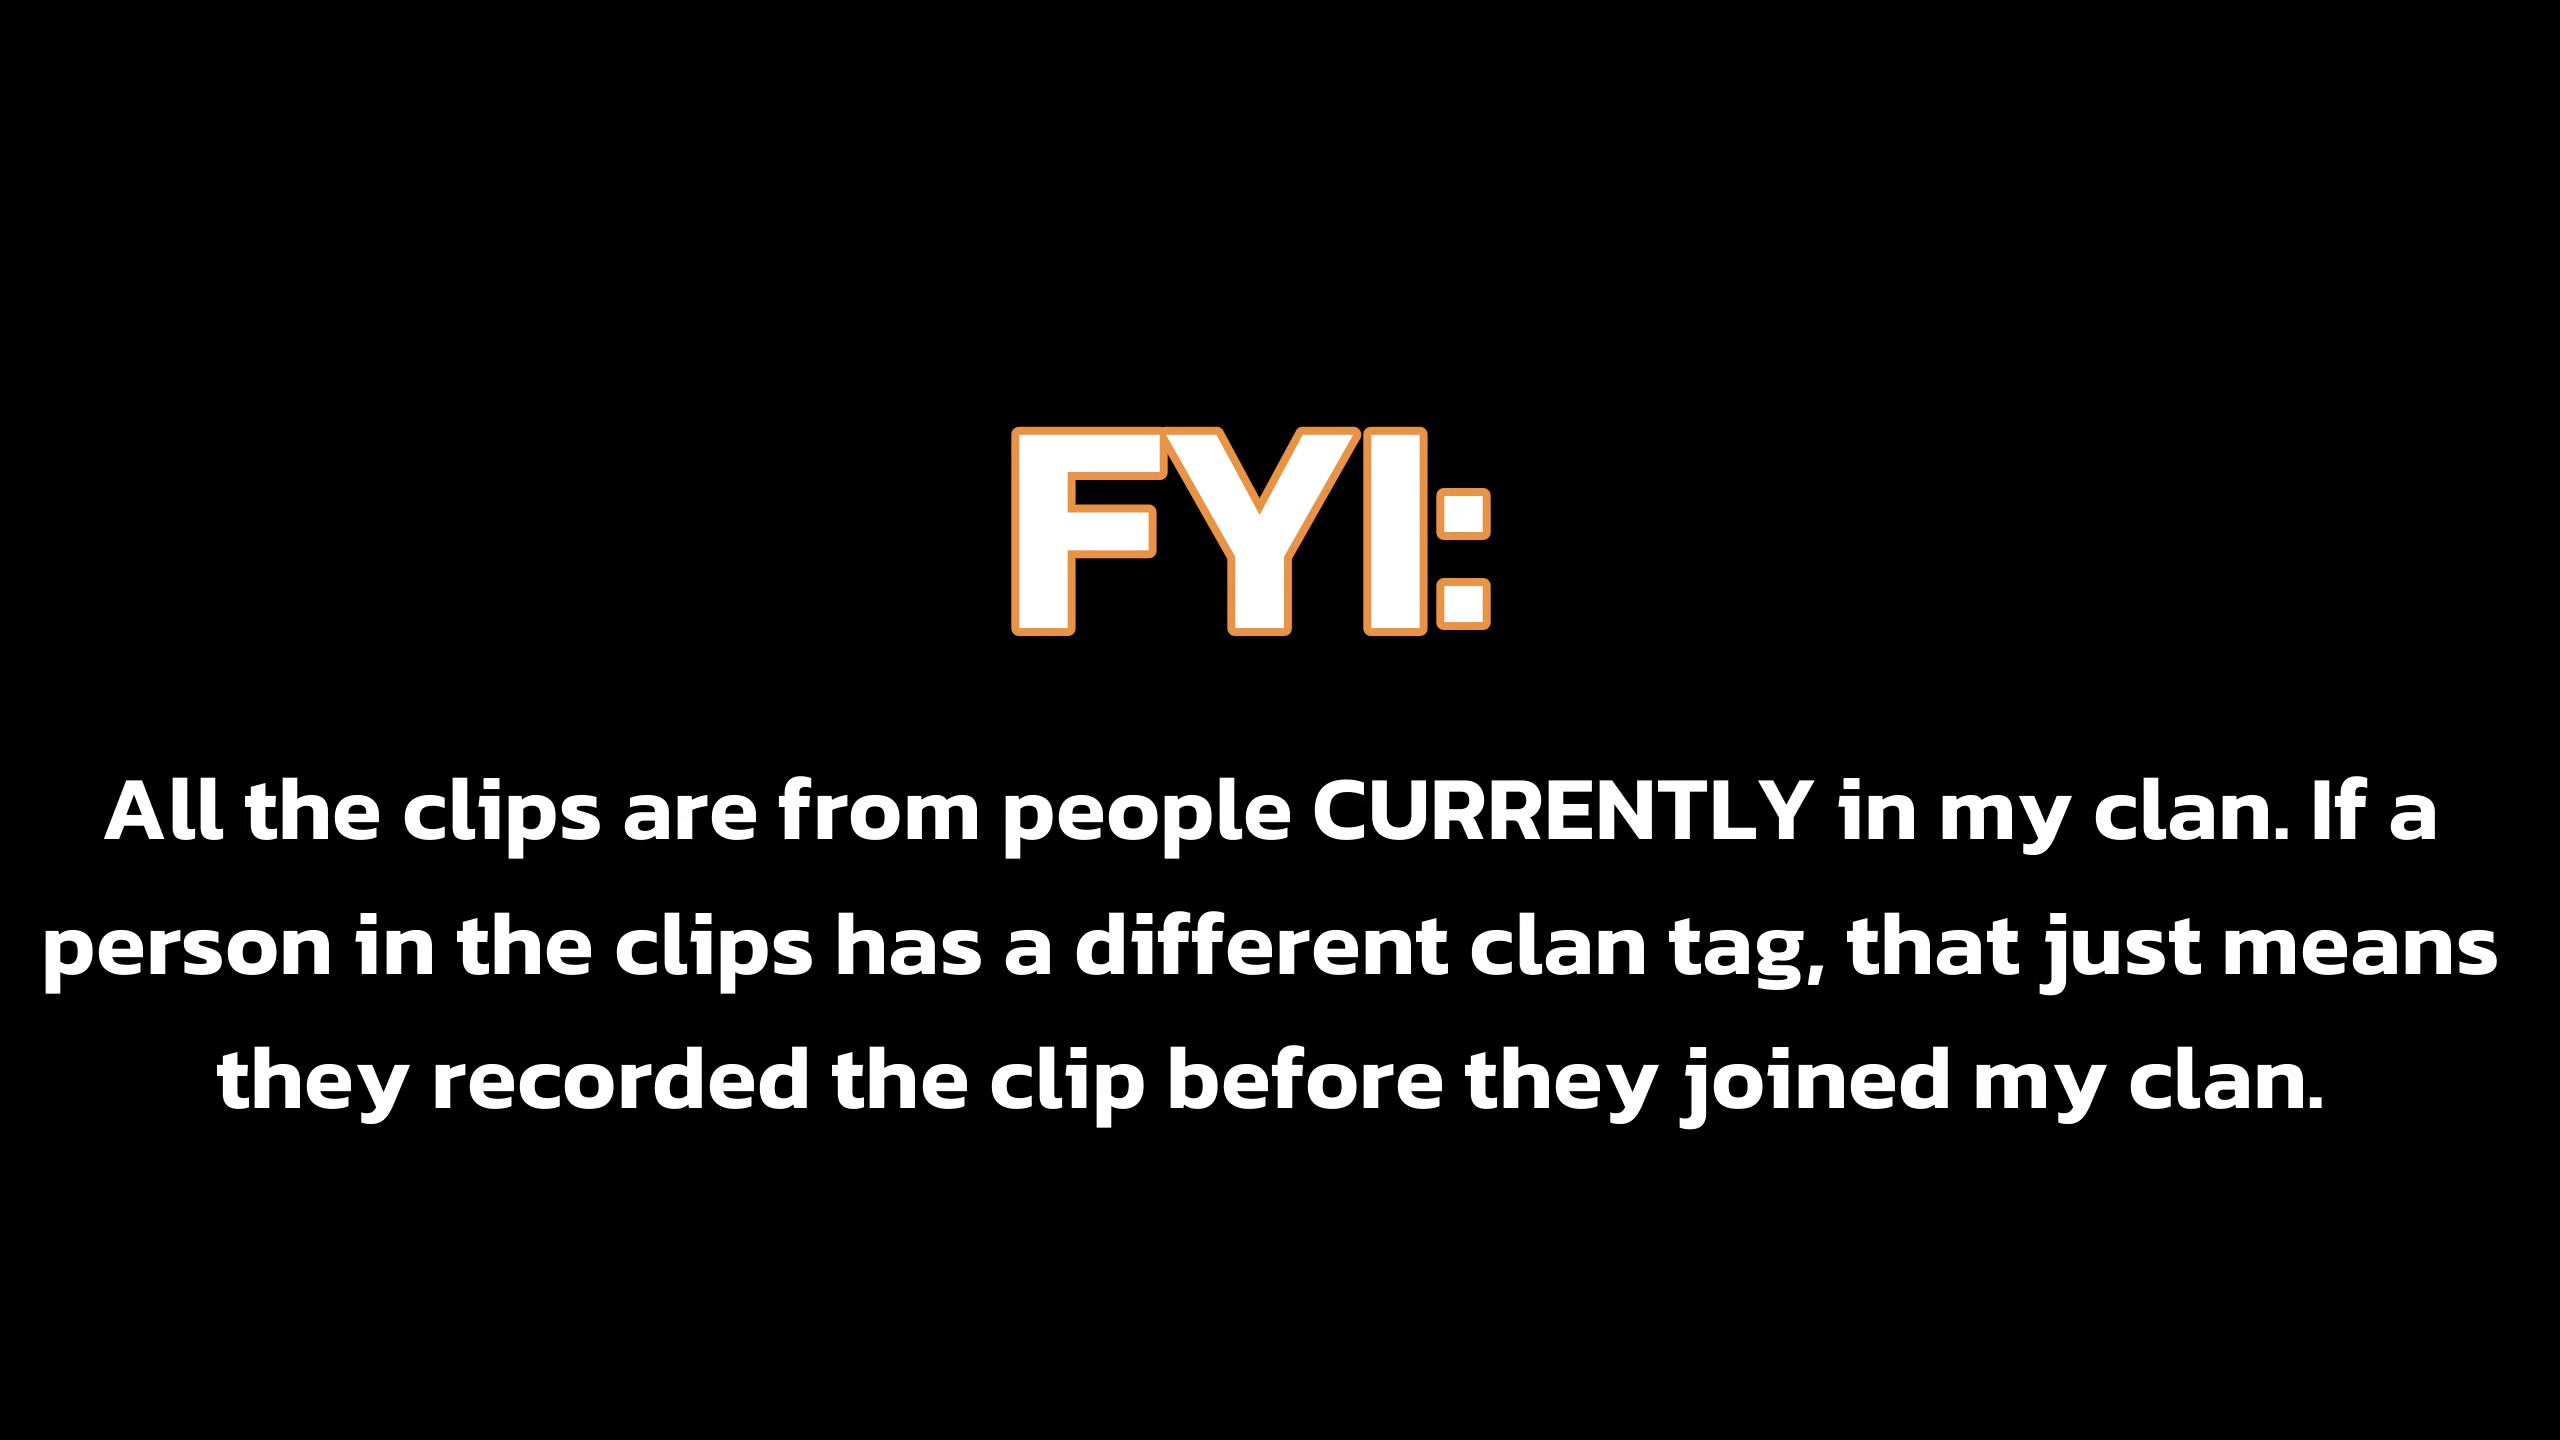 FYI:
All the clips are from people CURRENTLY in my clan. If a
person in the clips has a different clan tag, that just means
they recorded the clip before they joined my clan.